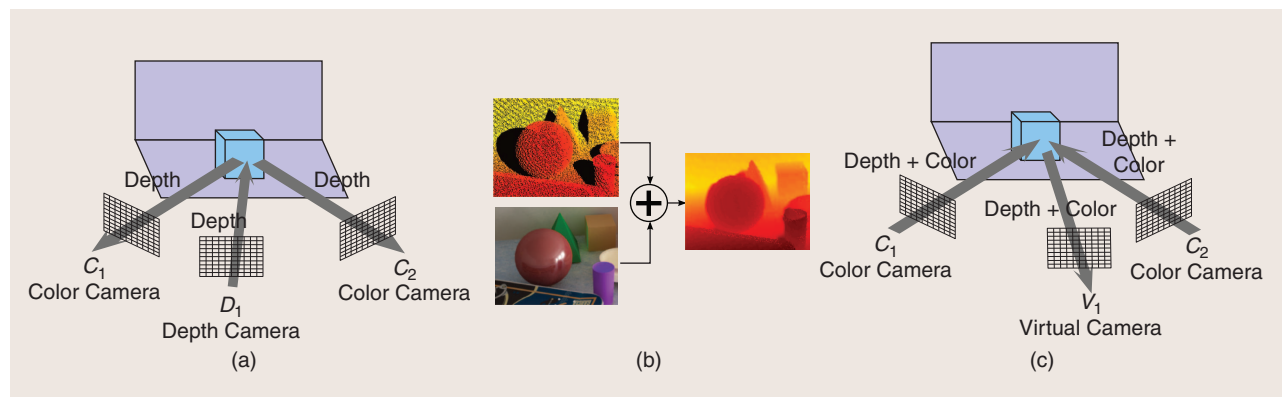 Depth
Depth
Depth
C1
Color Camera
D1
Depth Camera
C2
Color Camera
(a)
(b)
Depth + Color
Depth +
Color
Depth + Color
C1
Color Camera
V1
Virtual Camera
C2
Color Camera
(c)